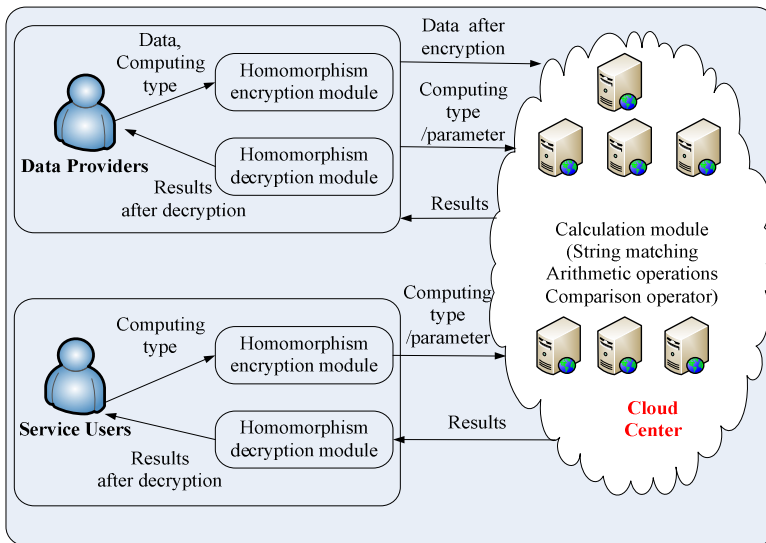 Data,
Computing
type
Homomorphism
encryption module
Data Providers
Homomorphism
decryption module
Results
after decryption
Data after
encryption
Computing
type
/parameter
Results
Calculation module
(String matching
Arithmetic operations
Comparison operator)
Cloud
Center
Computing
type
Homomorphism
encryption module
Service Users
Homomorphism
decryption module
Results
after decryption
Computing
type
/parameter
Results